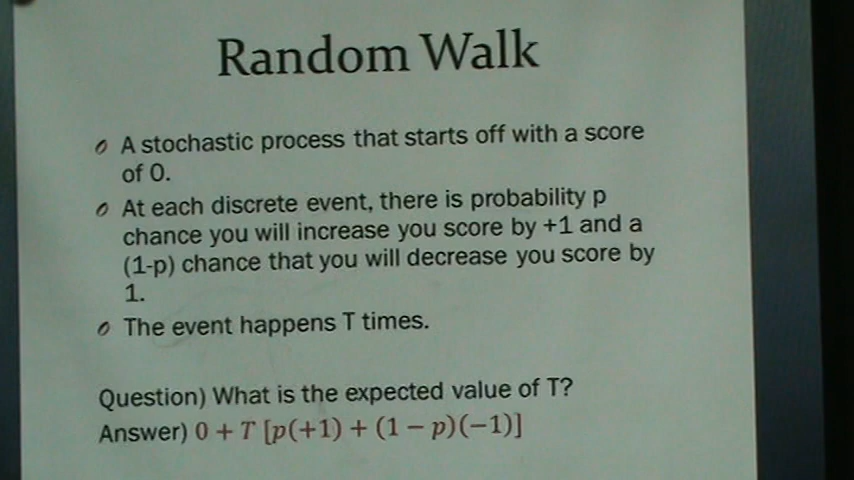 Random Walk
A stochastic process that starts off with a score
of 0.
At each discrete event, there is probability p
chance you will increase you score by +1 and a
(1-p) chance that you will decrease you score by
1.
The event happens T times.
Question) What is the expected value of T?
Answer) 0 + T [p(+1) + (1 − p)(−1)]